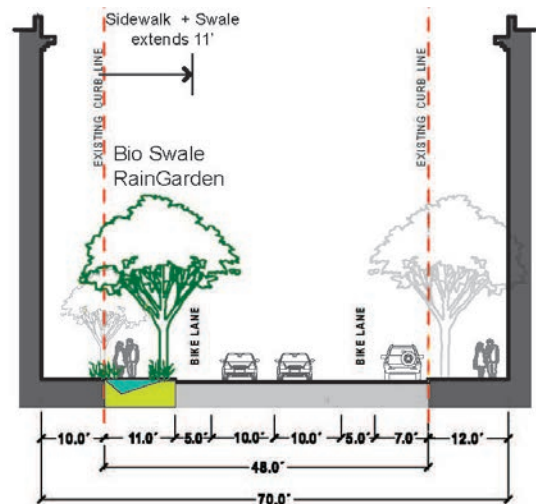 Sidewalk + Swale
extends 11'
EXISTING CURB LINE
EXISTING CURB LINE
Bio Swale
RainGarden
BIKE LANE
BIKE LANE
10.0' 11.0' 5.0' 10.0' 10.0' 5.0' 7.0' 12.0'
48.0'
70.0'